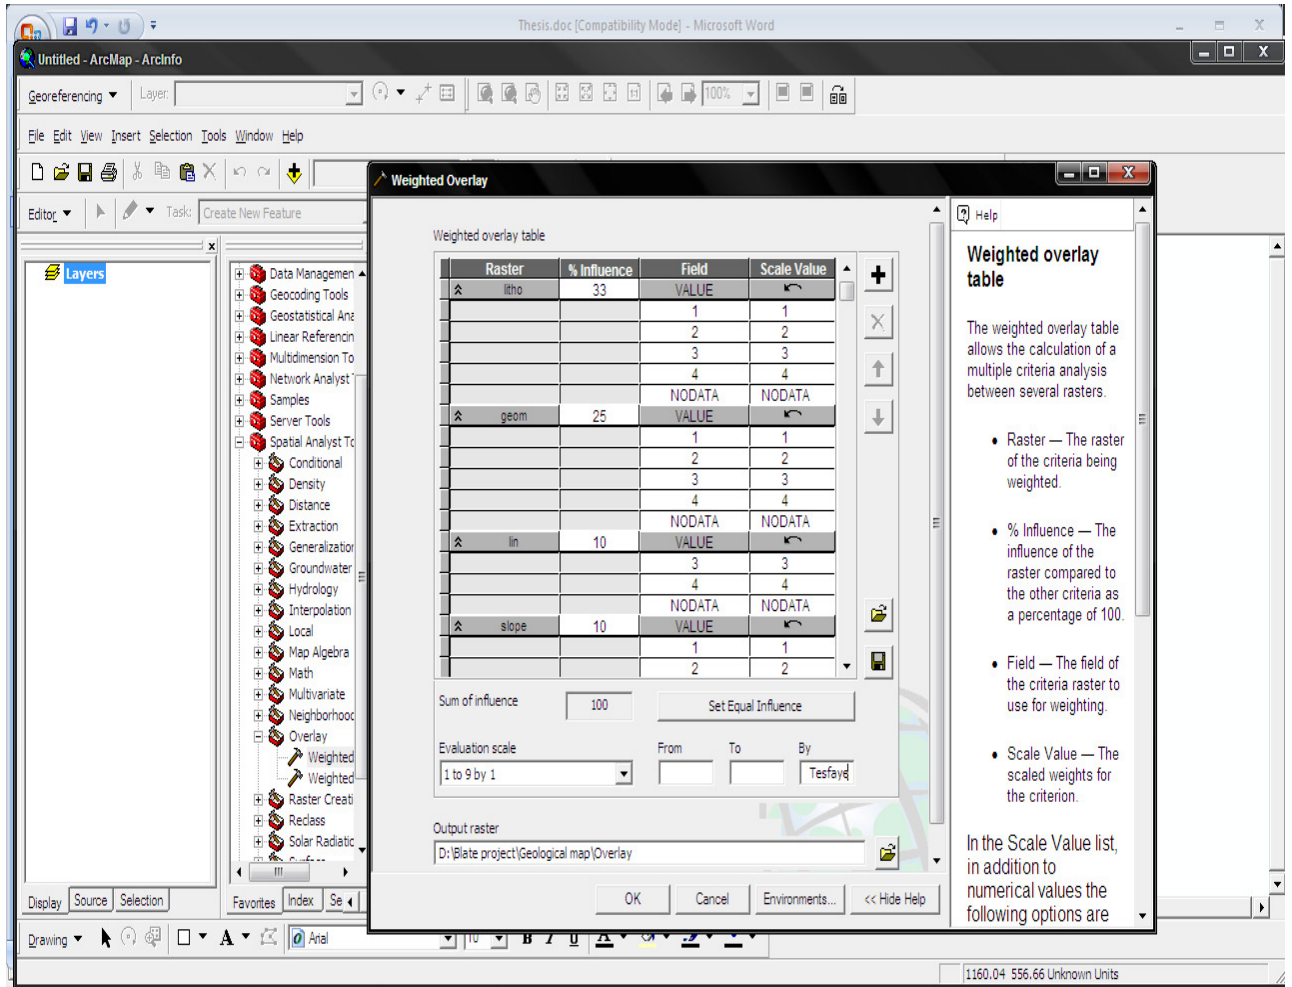 Thesis.doc [Compatibility Mode] - Microsoft Word
Untitled - ArcMap - ArcInfo
Georeferencing Layer: 100%
File Edit View Insert Selection Tools Window Help
Editor Task: Create New Feature
Layers
Display Source Selection
Data Managemen
Geocoding Tools
Geostatistical Ana
Linear Referencin
Multidimension To
Network Analyst
Samples
Server Tools
Spatial Analyst Tc
Conditional
Density
Distance
Extraction
Generalization
Groundwater
Hydrology
Interpolation
Local
Map Algebra
Math
Multivariate
Neighborhood
Overlay
Weighted
Weighted
Raster Creati
Reclass
Solar Radiatic
Favorites Index Se
Weighted Overlay
Weighted overlay table
Raster % Influence Field Scale Value
litho 33 VALUE
1 1
2 2
3 3
4 4
NODATA NODATA
geom 25 VALUE
1 1
2 2
3 3
4 4
NODATA NODATA
lin 10 VALUE
3 3
4 4
NODATA NODATA
slope 10 VALUE
1 1
2 2
Sum of influence 100 Set Equal Influence
Evaluation scale From To By
1 to 9 by 1 Tesfaye
Output raster
D:\Blate project\Geological map\Overlay
OK Cancel Environments... << Hide Help
Help
Weighted overlay
table
The weighted overlay table
allows the calculation of a
multiple criteria analysis
between several rasters.
• Raster — The raster
of the criteria being
weighted.
• % Influence — The
influence of the
raster compared to
the other criteria as
a percentage of 100.
• Field — The field of
the criteria raster to
use for weighting.
• Scale Value — The
scaled weights for
the criterion.
In the Scale Value list,
in addition to
numerical values the
following options are
Drawing A Arial 10 B I U A
1160.04 556.66 Unknown Units